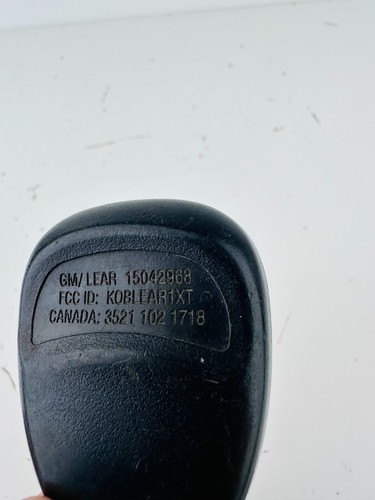 GM/LEAR 15042968
FCC ID: KOBLEAR1XT
CANADA: 3521 102 1718